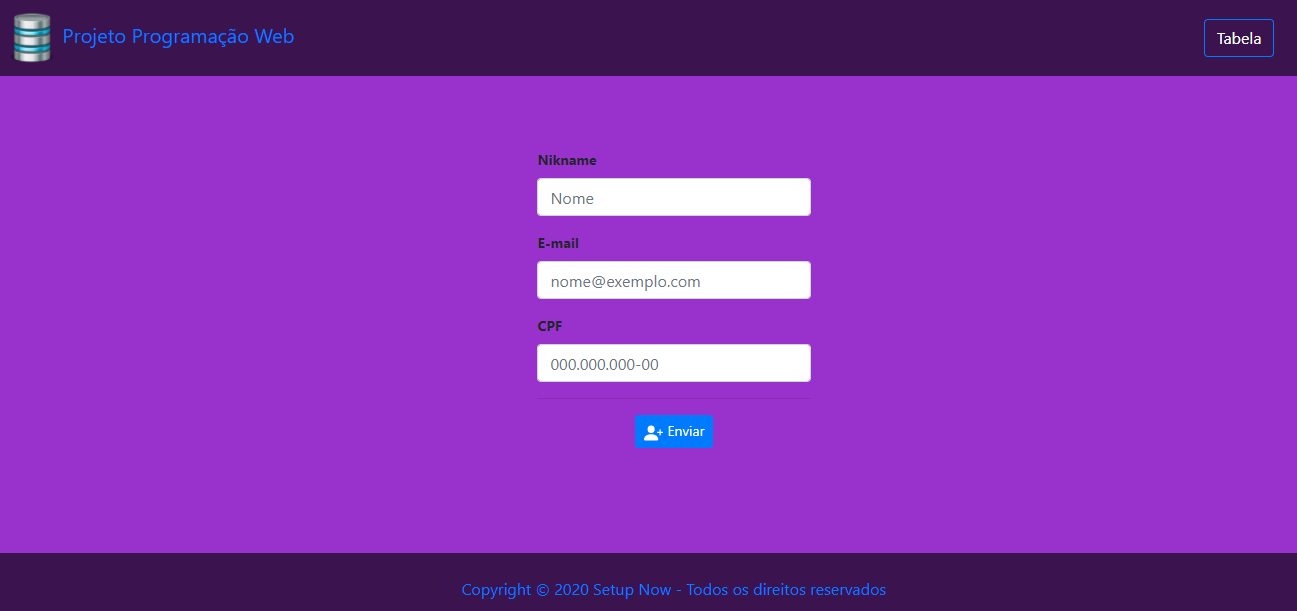 Projeto Programação Web
Tabela
Nikname
Nome
E-mail
nome@exemplo.com
CPF
000.000.000-00
Enviar
Copyright © 2020 Setup Now - Todos os direitos reservados